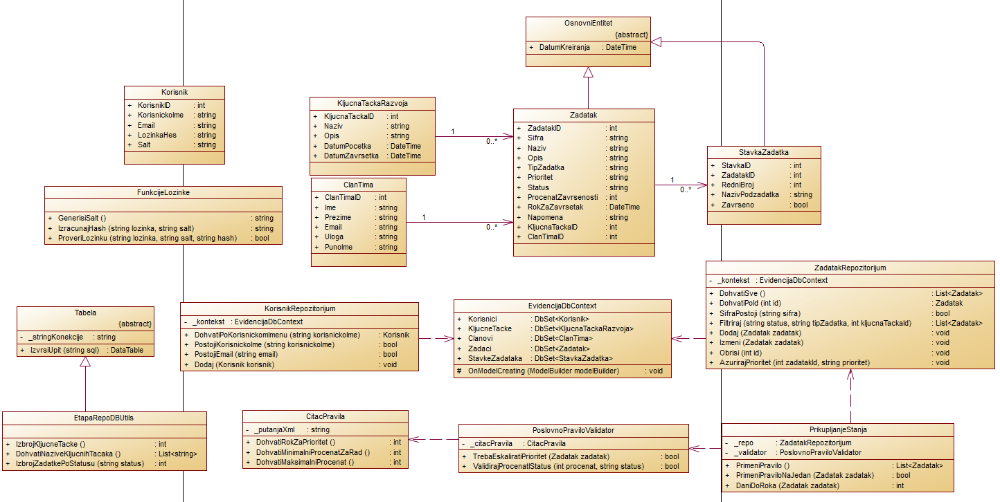 OsnovniEntitet
{abstract}
+ DatumKreiranja : DateTime
Korisnik
+ KorisnikID : int
+ KorisnickoIme : string
+ Email : string
+ LozinkaHes : string
+ Salt : string
KljucnaTackaRazvoja
+ KljucnaTackaID : int
+ Naziv : string
+ Opis : string
+ DatumPocetka : DateTime
+ DatumZavrsetka : DateTime
1
0..*
Zadatak
+ ZadatakID : int
+ Sifra : string
+ Naziv : string
+ Opis : string
+ TipZadatka : string
+ Prioritet : string
+ Status : string
+ ProcenatZavrsenosti : int
+ RokZaZavrsetak : DateTime
+ Napomena : string
+ KljucnaTackaID : int
+ ClanTimaID : int
1
0..*
StavkaZadatka
+ StavkaID : int
+ ZadatakID : int
+ RedniBroj : int
+ NazivPodzadatka : string
+ Zavrseno : bool
FunkcijeLozinke
+ GenerisiSalt () : string
+ IzracunajHash (string lozinka, string salt) : string
+ ProveriLozinku (string lozinka, string salt, string hash) : bool
ClanTima
+ ClanTimaID : int
+ Ime : string
+ Prezime : string
+ Email : string
+ Uloga : string
+ PunoIme : string
1
0..*
Tabela
{abstract}
- _stringKonekcije : string
+ IzvrsiUpit (string sql) : DataTable
KorisnikRepozitorijum
- _kontekst : EvidencijaDbContext
+ DohvatiPoKorisnickomImenu (string korisnickoIme) : Korisnik
+ PostojiKorisnickoIme (string korisnickoIme) : bool
+ PostojiEmail (string email) : bool
+ Dodaj (Korisnik korisnik) : void
EvidencijaDbContext
+ Korisnici : DbSet<Korisnik>
+ KljucneTacke : DbSet<KljucnaTackaRazvoja>
+ Clanovi : DbSet<ClanTima>
+ Zadaci : DbSet<Zadatak>
+ StavkeZadataka : DbSet<StavkaZadatka>
# OnModelCreating (ModelBuilder modelBuilder) : void
ZadatakRepozitorijum
- _kontekst : EvidencijaDbContext
+ DohvatiSve () : List<Zadatak>
+ DohvatiPoId (int id) : Zadatak
+ SifraPostoji (string sifra) : bool
+ Filtriraj (string status, string tipZadatka, int kljucnaTackaId) : List<Zadatak>
+ Dodaj (Zadatak zadatak) : void
+ Izmeni (Zadatak zadatak) : void
+ Obrisi (int id) : void
+ AzurirajPrioritet (int zadatakId, string prioritet) : void
EtapaRepoDBUtils
+ IzbrojKljucneTacke () : int
+ DohvatiNaziveKljucnihTacaka () : List<string>
+ IzbrojZadatkePoStatusu (string status) : int
CitacPravila
- _putanjaXml : string
+ DohvatiRokZaPrioritet () : int
+ DohvatiMinimalniProcenatZaRad () : int
+ DohvatiMaksimalniProcenat () : int
PoslovnoPraviloValidator
- _citacPravila : CitacPravila
+ TrebaEskaliratiPrioritet (Zadatak zadatak) : bool
+ ValidirajProcenatIStatus (int procenat, string status) : bool
PrikupljanjeStanja
- _repo : ZadatakRepozitorijum
- _validator : PoslovnoPraviloValidator
+ PrimeniPravilo () : List<Zadatak>
+ PrimeniPraviloNaJedan (Zadatak zadatak) : bool
+ DaniDoRoka (Zadatak zadatak) : int